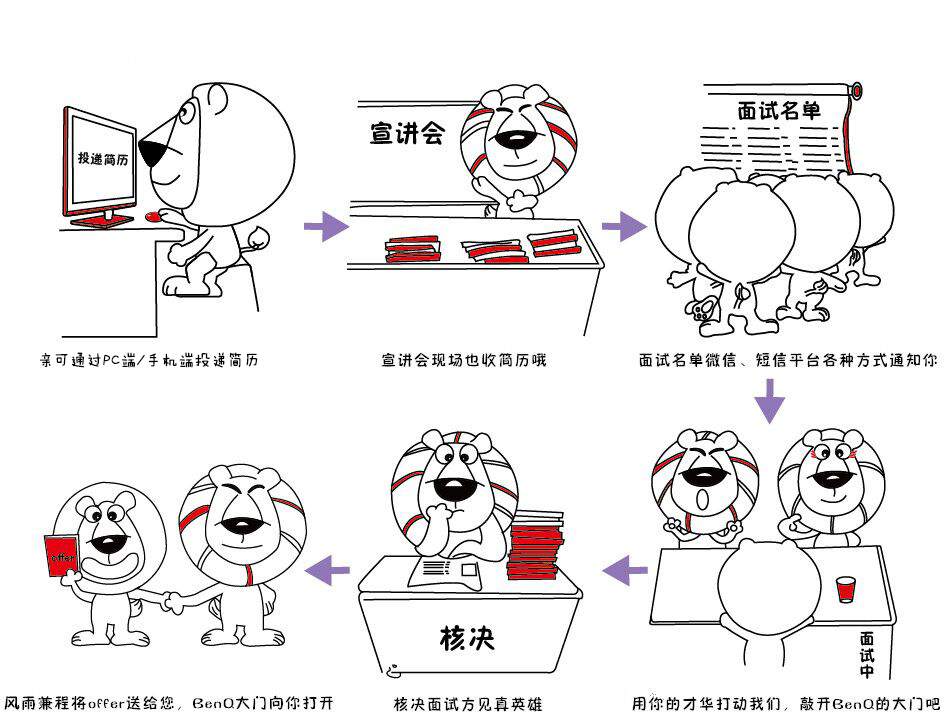 投递简历
亲可通过PC端/手机端投递简历
宣讲会
宣讲会现场也收简历哦
面试名单
面试名单微信、短信平台各种方式通知你
面试中
用你的才华打动我们，敲开BenQ的大门吧
核决
核决面试方见真英雄
offer
风雨兼程将offer送给您，BenQ大门向你打开